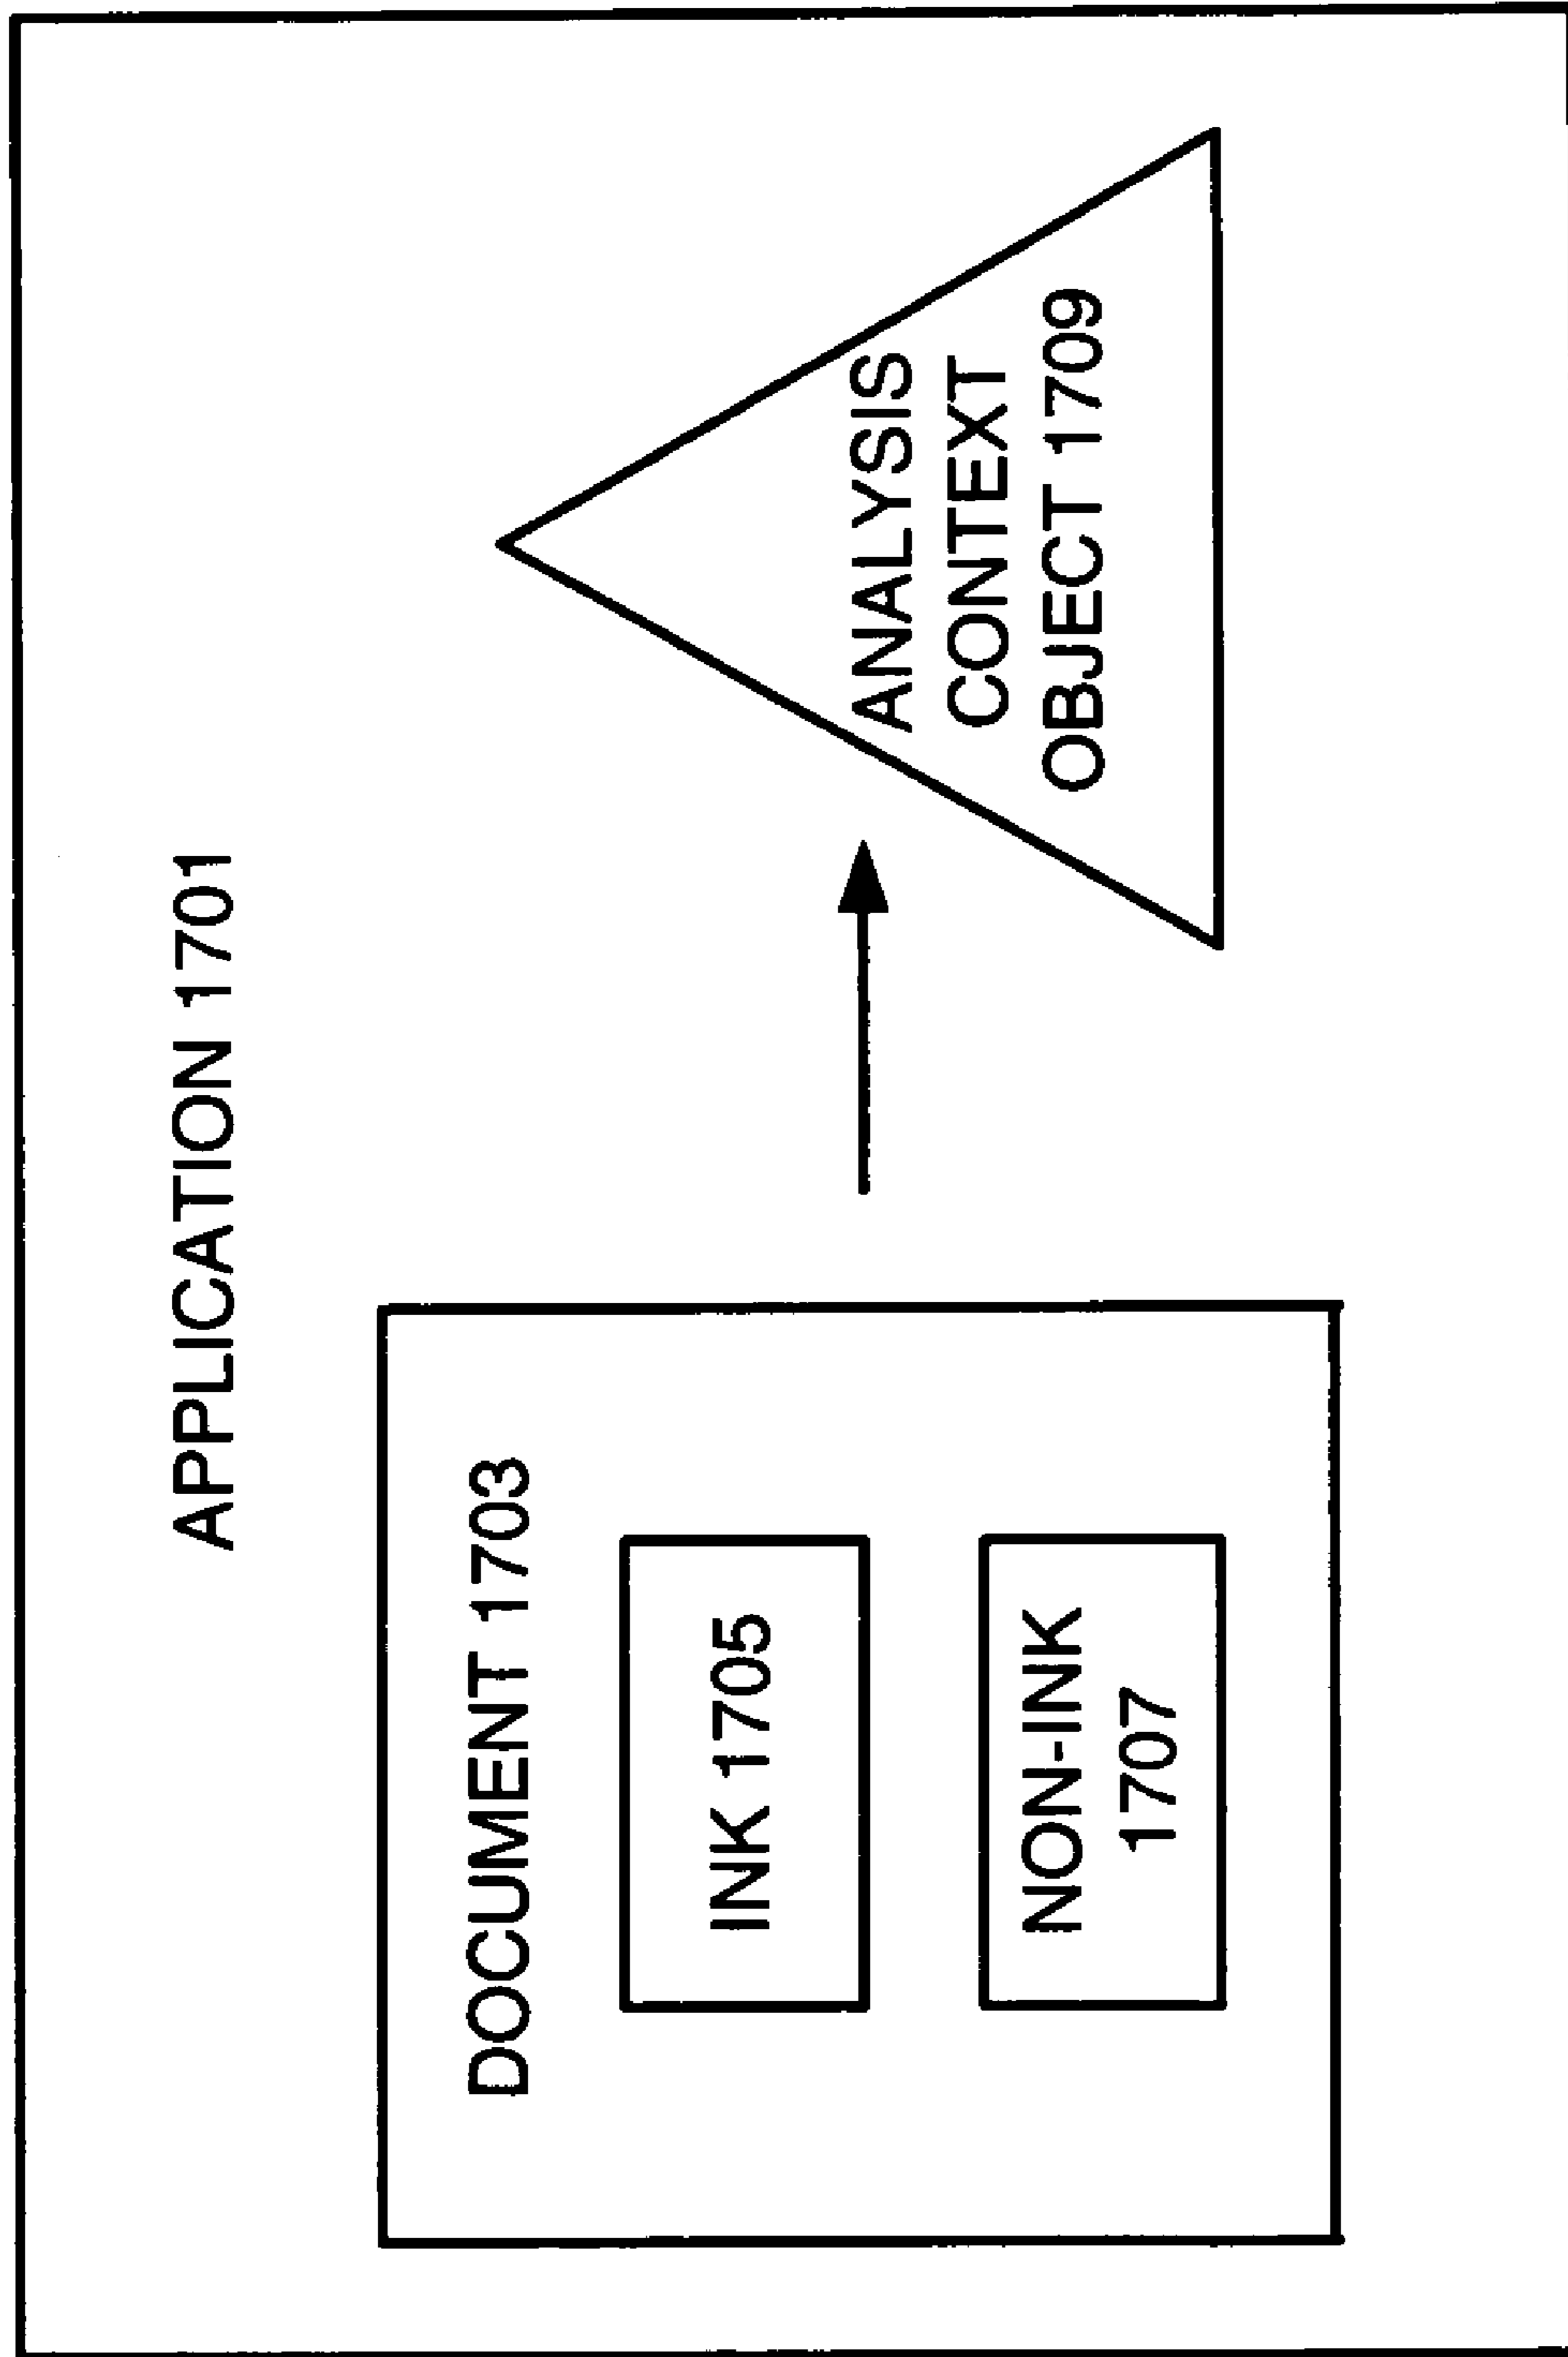 APPLICATION 1701
DOCUMENT 1703
INK 1705
NON-INK
1707
ANALYSIS
CONTEXT
OBJECT 1709